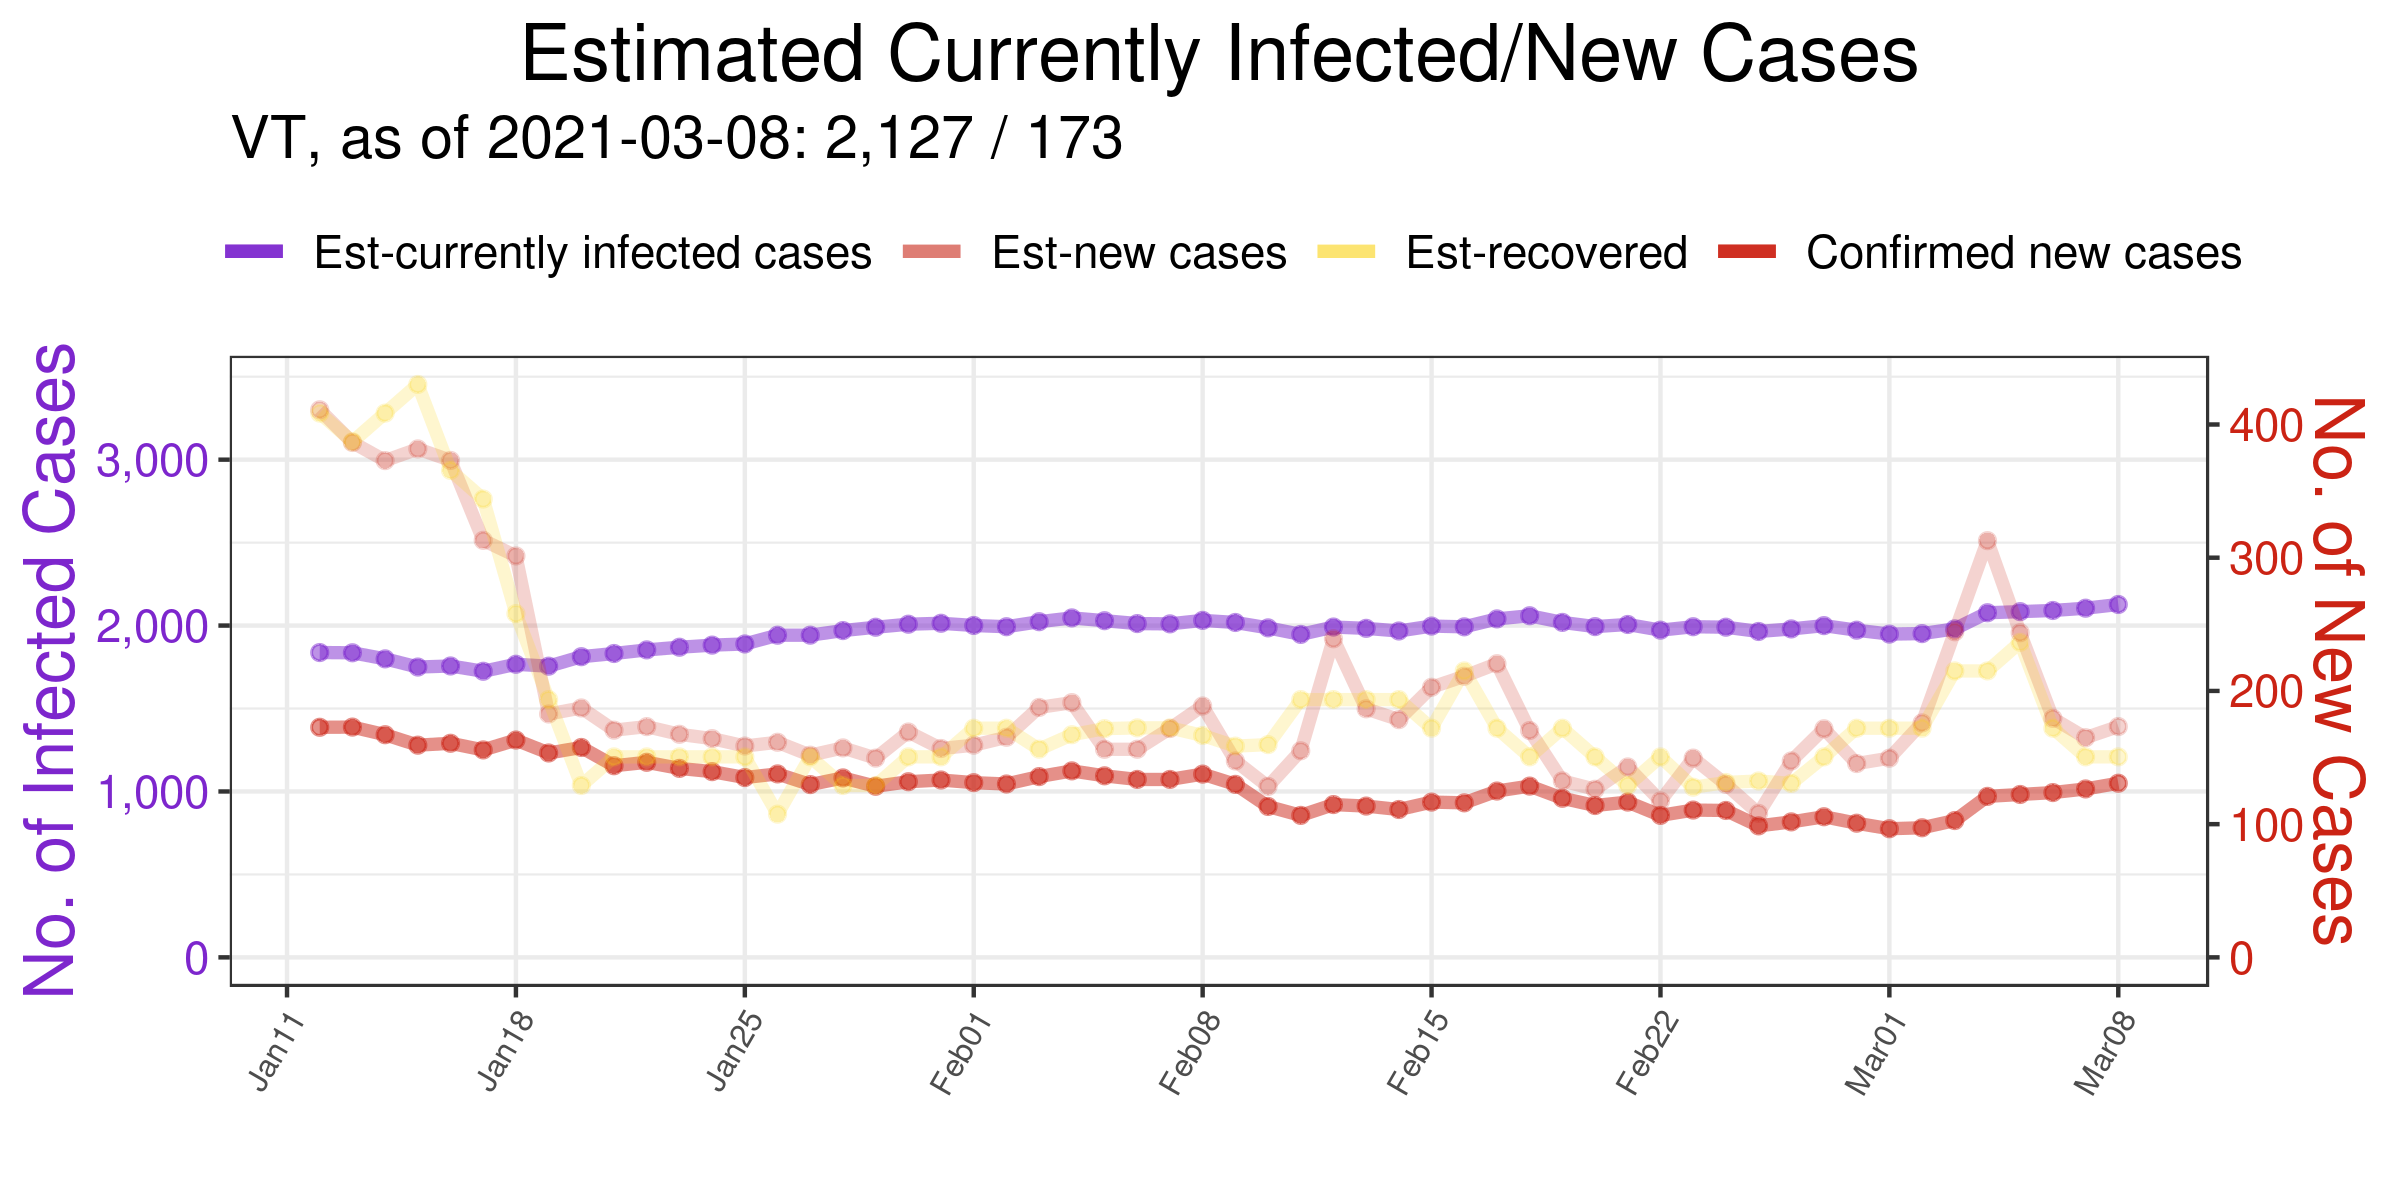 Estimated Currently Infected/New Cases
VT, as of 2021-03-08: 2,127 / 173
Est-currently infected cases Est-new cases Est-recovered Confirmed new cases
No. of Infected Cases
3,000
2,000
1,000
0
400
300
200
100
0
No. of New Cases
Jan11 Jan18 Jan25 Feb01 Feb08 Feb15 Feb22 Mar01 Mar08